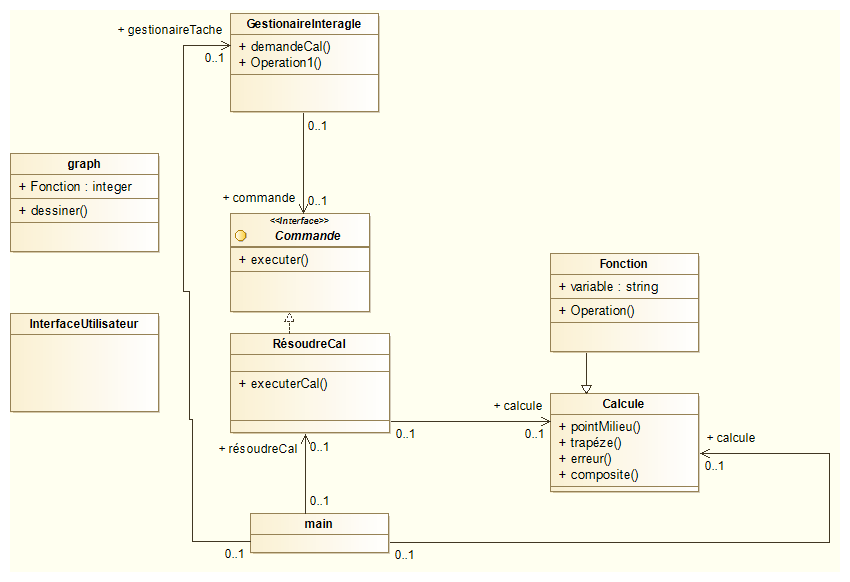 GestionaireInteragle
+ gestionaireTache
+ demandeCal()
0..1
+ Operation1()
0..1
graph
+ Fonction : integer
+ dessiner()
+ commande
0..1
<<Interface>>
Commande
+ executer()
Fonction
+ variable : string
+ Operation()
InterfaceUtilisateur
RésoudreCal
+ executerCal()
+ calcule
0..1
0..1
Calcule
+ pointMilieu()
+ trapéze()
+ erreur()
+ composite()
+ calcule
0..1
+ résoudreCal
0..1
0..1
main
0..1
0..1